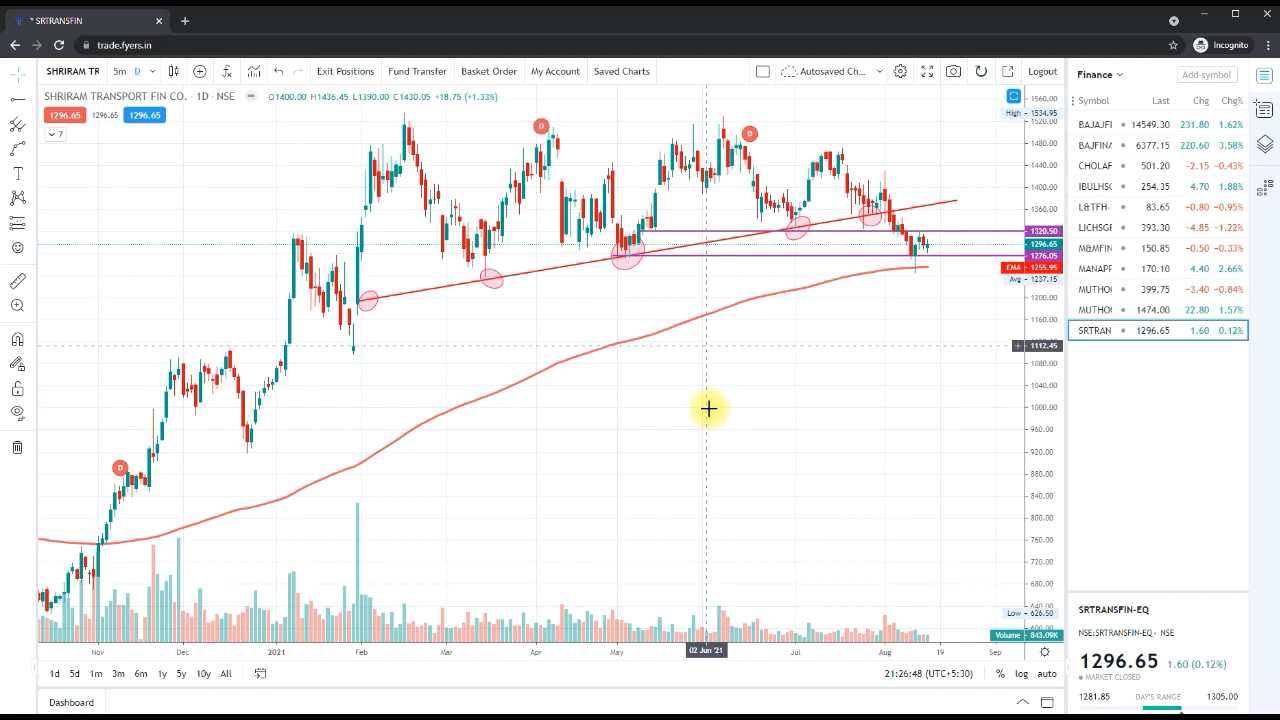 * SRTRANSFIN
trade.fyers.in
Incognito
SHRIRAM TR 5m D Exit Positions Fund Transfer Basket Order My Account Saved Charts Autosaved Ch... Logout
SHRIRAM TRANSPORT FIN CO. · 1D · NSE O1400.00 H1436.45 L1390.00 C1430.05 +18.75 (+1.33%)
1296.65 1296.65 1296.65
7
D
D
D
1560.00
High 1534.95
1520.00
1480.00
1440.00
1400.00
1360.00
1320.50
1296.65
1276.05
EMA 1255.95
Avg 1237.15
1200.00
1160.00
1112.45
1080.00
1040.00
1000.00
960.00
920.00
880.00
840.00
800.00
760.00
720.00
680.00
640.00
Low 626.50
600.00
Volume 843.09K
Nov Dec 2021 Feb Mar Apr May 02 Jun '21 Jul Aug 19 Sep
1d 5d 1m 3m 6m 1y 5y 10y All 21:26:48 (UTC+5:30) % log auto
Dashboard
Finance Add symbol
Symbol Last Chg Chg%
BAJAJFI 14549.30 231.80 1.62%
BAJFINA 6377.15 220.60 3.58%
CHOLAF 501.20 -2.15 -0.43%
IBULHSG 254.35 4.70 1.88%
L&TFH- 83.65 -0.80 -0.95%
LICHSGF 393.30 -4.85 -1.22%
M&MFIN 150.85 -0.50 -0.33%
MANAPP 170.10 4.40 2.66%
MUTHO 399.75 -3.40 -0.84%
MUTHO 1474.00 22.80 1.57%
SRTRAN 1296.65 1.60 0.12%
SRTRANSFIN-EQ
NSE:SRTRANSFIN-EQ · NSE
1296.65 1.60 (0.12%)
MARKET CLOSED
1281.85 DAY'S RANGE 1305.00